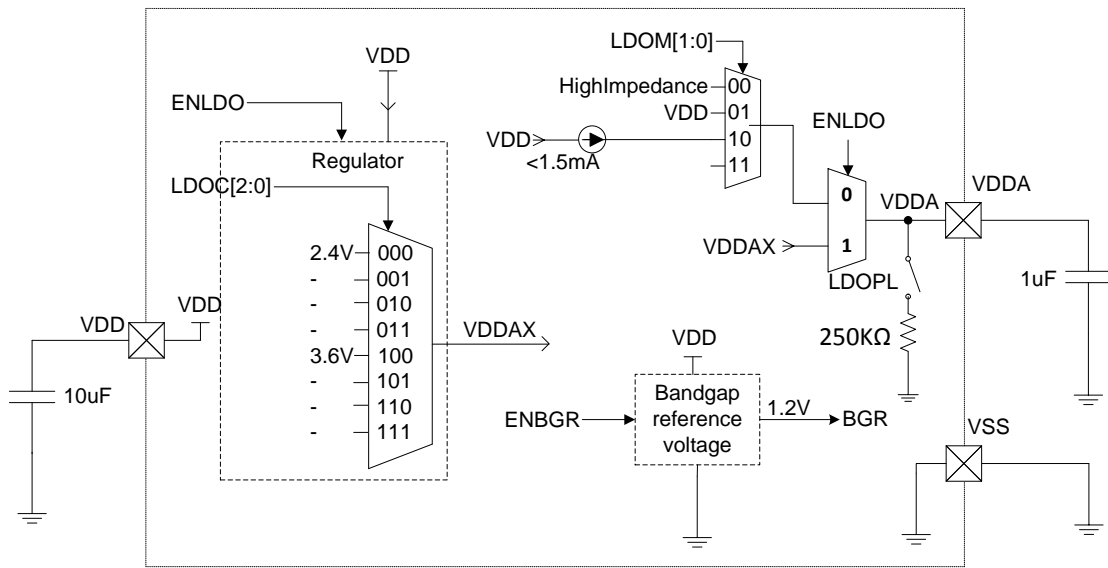 LDOM[1:0]
VDD
HighImpedance
00
ENLDO
VDD
01
ENLDO
VDD
10
<1.5mA
11
Regulator
LDOC[2:0]
0
VDDA
VDDA
2.4V
000
VDDAX
1
-
001
LDOPL
1uF
-
010
VDD
VDD
-
011
VDDAX
250KΩ
VDD
3.6V
100
-
101
10uF
-
110
Bandgap
reference
voltage
1.2V
ENBGR
BGR
-
111
VSS